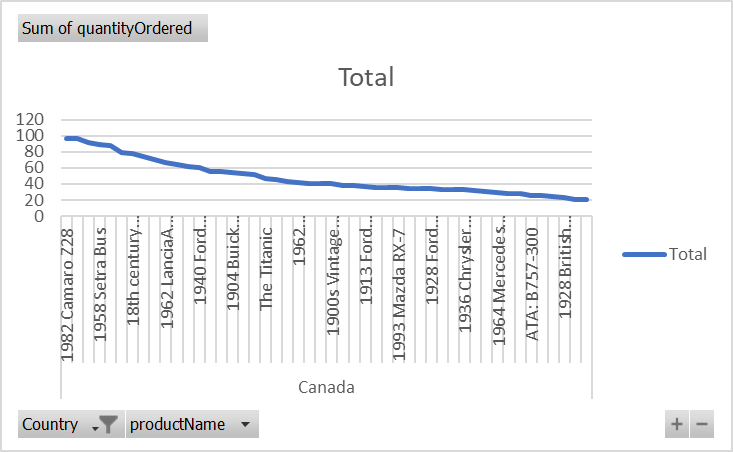 Sum of quantityOrdered
Total
120
100
80
60
40
20
0
1982 Camaro Z28
1958 Setra Bus
18th century...
1962 LanciaA...
1940 Ford...
1904 Buick...
The Titanic
1962...
1900s Vintage...
1913 Ford...
1993 Mazda RX-7
1928 Ford...
1936 Chrysler...
1964 Mercedes...
ATA: B757-300
1928 British...
Total
Canada
Country
productName
+ −